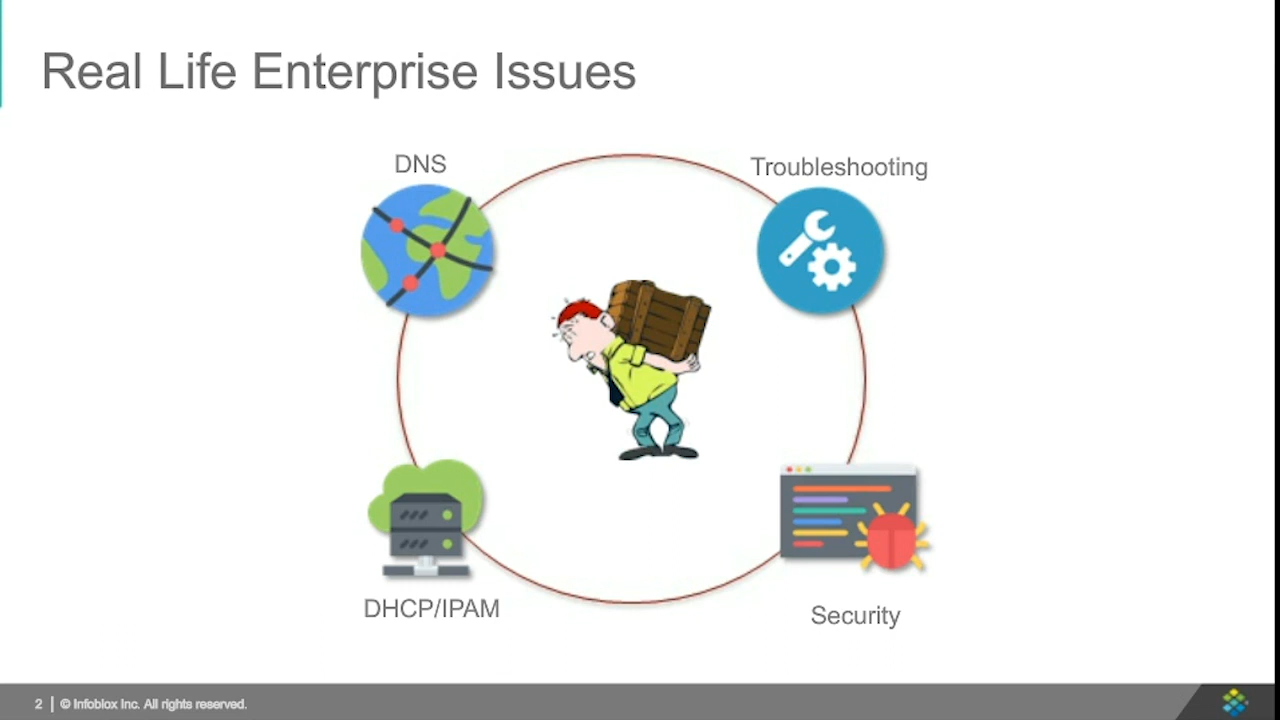 Real Life Enterprise Issues
DNS
Troubleshooting
DHCP/IPAM
Security
2 | © Infoblox Inc. All rights reserved.